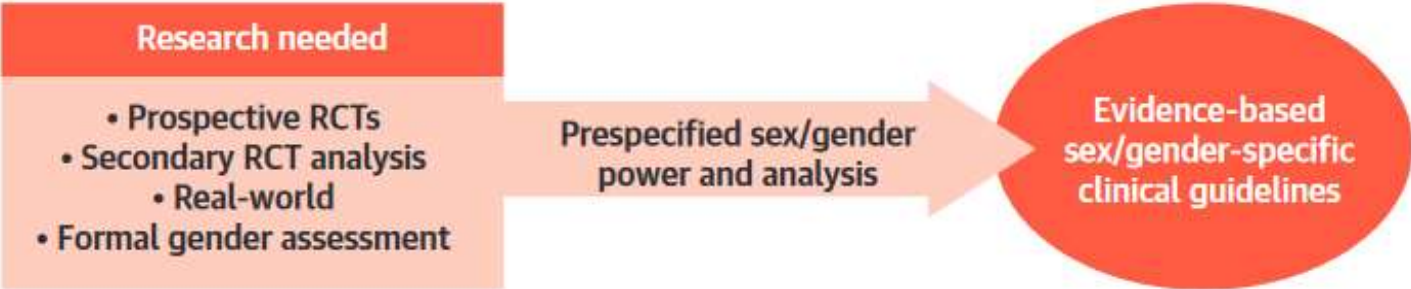 Research needed
• Prospective RCTs
• Secondary RCT analysis
• Real-world
• Formal gender assessment
Prespecified sex/gender
power and analysis
Evidence-based
sex/gender-specific
clinical guidelines